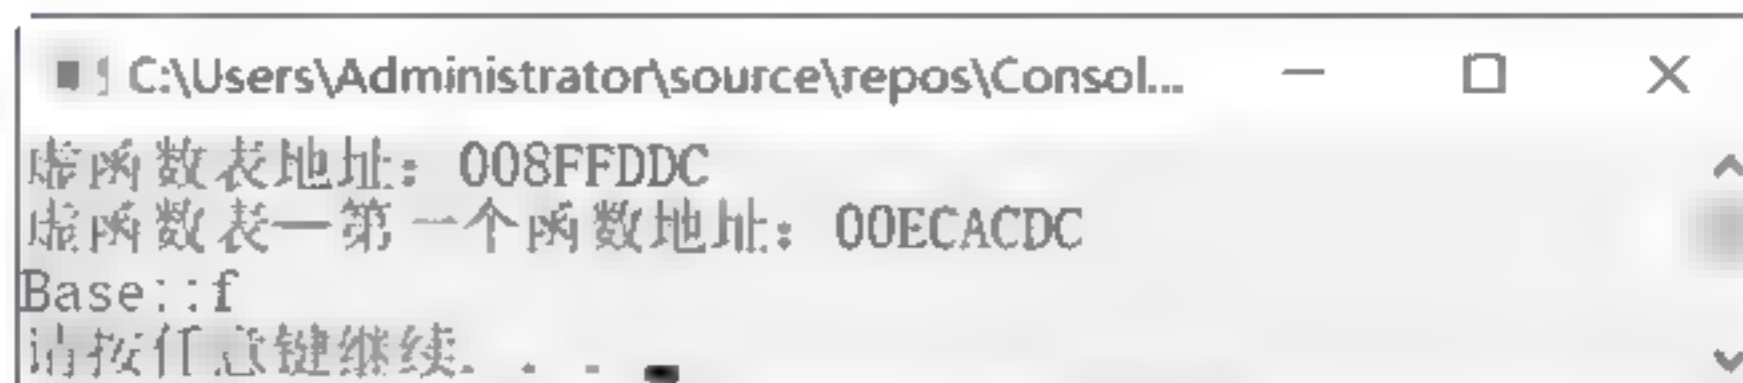 C:\Users\Administrator\source\repos\Consol...
虚函数表地址：008FFDDC
虚函数表一第一个函数地址：00ECACDC
Base::f
请按任意键继续. . .